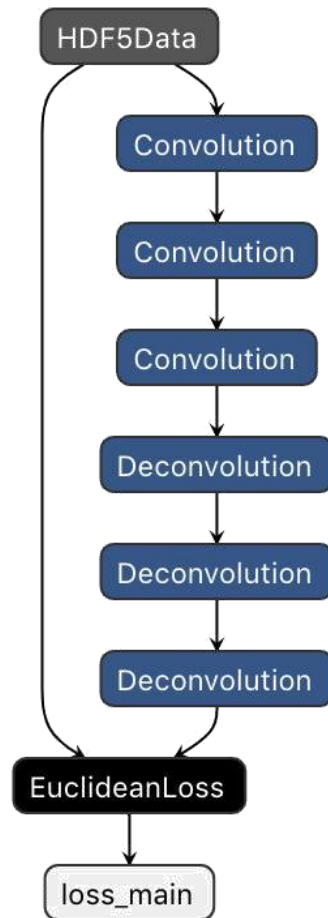 HDF5Data
Convolution
Convolution
Convolution
Deconvolution
Deconvolution
Deconvolution
EuclideanLoss
loss_main